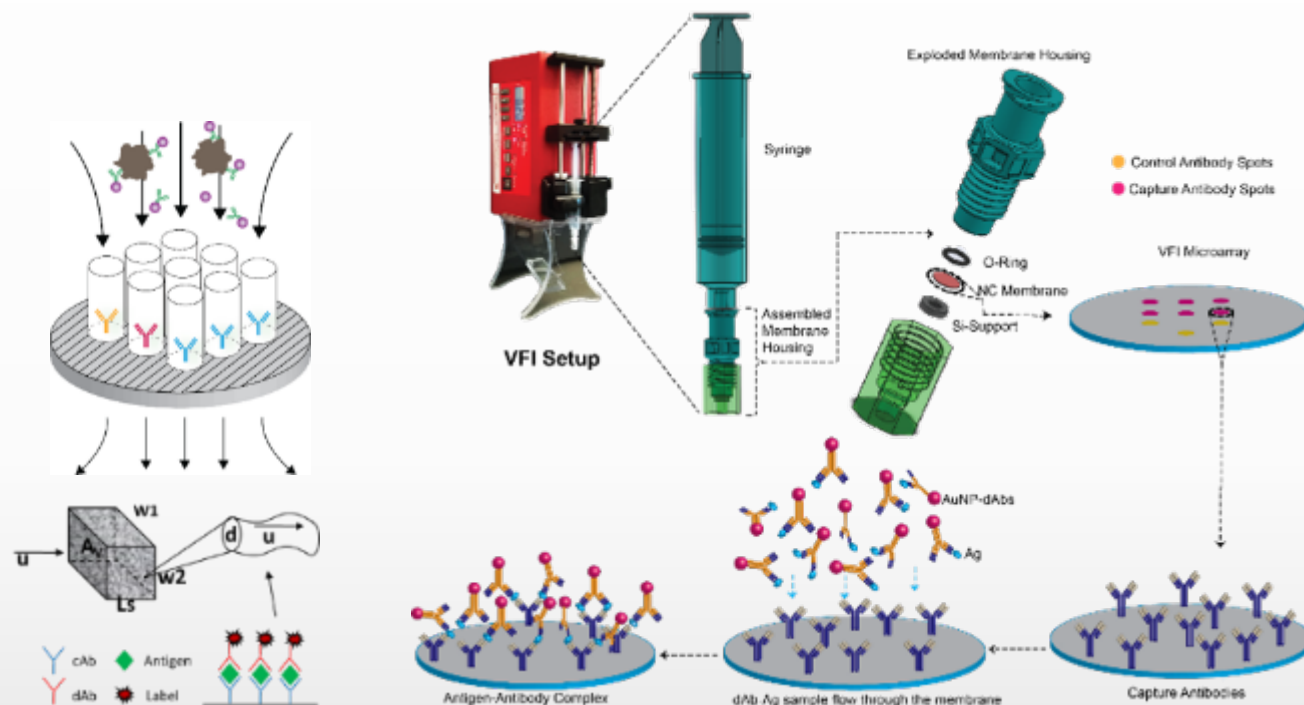 Exploded Membrane Housing
Syringe
Control Antibody Spots
Capture Antibody Spots
VFI Microarray
O-Ring
NC Membrane
Si-Support
Assembled
Membrane
Housing
VFI Setup
AuNP-dAbs
Ag
W1
Av
d
u
u
w2
Ls
cAb
Antigen
dAb
Label
Antigen-Antibody Complex
dAb Ag sample flow through the membrane
Capture Antibodies